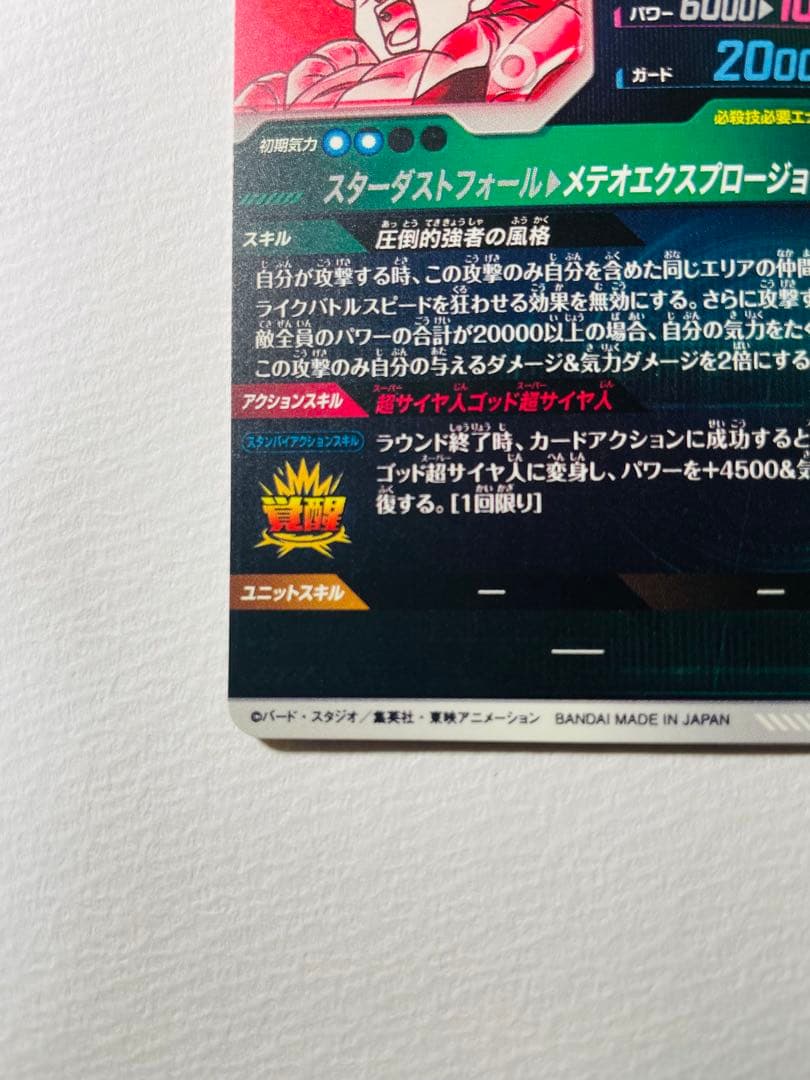 パワー 6000▶10
ガード 2000
必殺技必要エ
初期気力
スターダストフォール▶メテオエクスプロージョ
スキル 圧倒的強者の風格
自分が攻撃する時、この攻撃のみ自分を含めた同じエリアの仲間
ライクバトルスピードを狂わせる効果を無効にする。さらに攻撃す
敵全員のパワーの合計が20000以上の場合、自分の気力をたく
この攻撃のみ自分の与えるダメージ&気力ダメージを2倍にする
アクションスキル 超サイヤ人ゴッド超サイヤ人
スタンバイアクションスキル
ラウンド終了時、カードアクションに成功すると
ゴッド超サイヤ人に変身し、パワーを+4500&気
復する。[1回限り]
覚醒
ユニットスキル ー ー
ー
©バード・スタジオ／集英社・東映アニメーション BANDAI MADE IN JAPAN